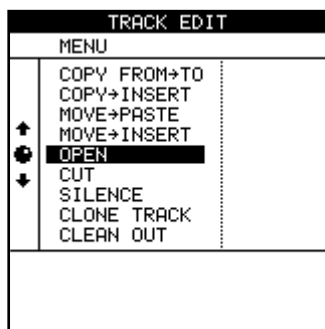 TRACK EDIT
MENU
COPY FROM→TO
COPY→INSERT
MOVE→PASTE
MOVE→INSERT
OPEN
CUT
SILENCE
CLONE TRACK
CLEAN OUT